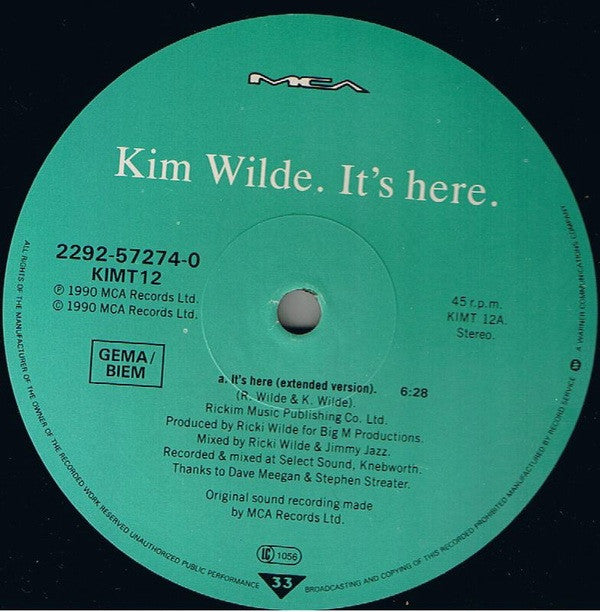 MCA
Kim Wilde. It's here.
2292-57274-0
KIMT12
℗ 1990 MCA Records Ltd.
© 1990 MCA Records Ltd.
GEMA/
BIEM
45 r.p.m.
KIMT 12A.
Stereo.
a. It's here (extended version). 6:28
(R. Wilde & K. Wilde).
Rickim Music Publishing Co. Ltd.
Produced by Ricki Wilde for Big M Productions.
Mixed by Ricki Wilde & Jimmy Jazz.
Recorded & mixed at Select Sound, Knebworth.
Thanks to Dave Meegan & Stephen Streater.
Original sound recording made
by MCA Records Ltd.
LC 1056
33
ALL RIGHTS OF THE MANUFACTURER OF THE OWNER OF THE RECORDED WORK RESERVED UNAUTHORIZED PUBLIC PERFORMANCE BROADCASTING AND COPYING OF THIS RECORD PROHIBITED MANUFACTURED BY RECORD SERVICE A WARNER COMMUNICATIONS COMPANY